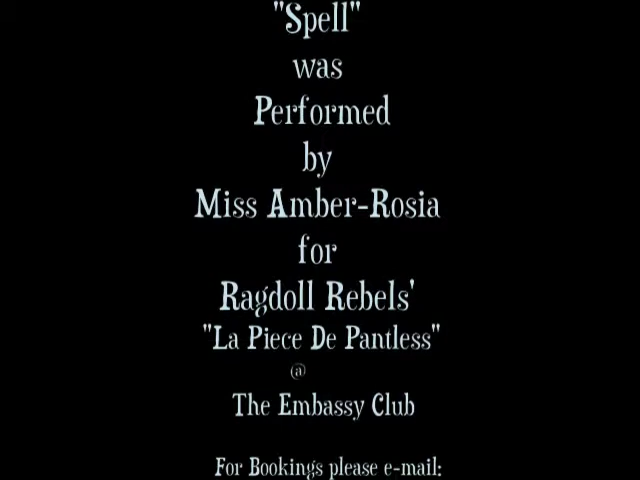 "Spell"
was
Performed
by
Miss Amber-Rosia
for
Ragdoll Rebels'
"La Piece De Pantless"
@
The Embassy Club
For Bookings please e-mail: